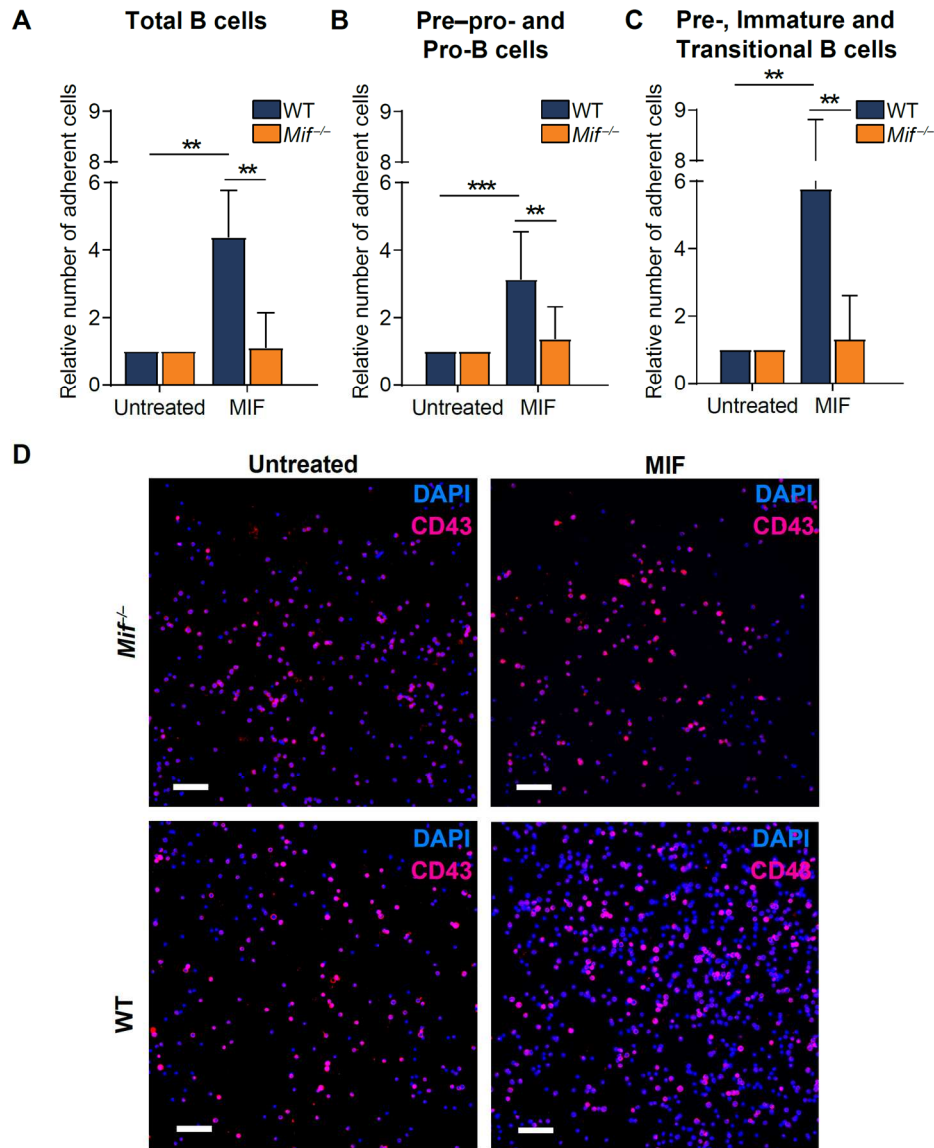 A
Total B cells
Relative number of adherent cells
9
8
6
4
2
0
WT
Mif−/−
**
**
Untreated
MIF
B
Pre–pro- and
Pro-B cells
Relative number of adherent cells
9
8
6
4
2
0
WT
Mif−/−
***
**
Untreated
MIF
C
Pre-, Immature and
Transitional B cells
Relative number of adherent cells
9
8
6
4
2
0
WT
Mif−/−
**
**
Untreated
MIF
D
Untreated
MIF
Mif−/−
DAPI
CD43
DAPI
CD43
WT
DAPI
CD43
DAPI
CD43